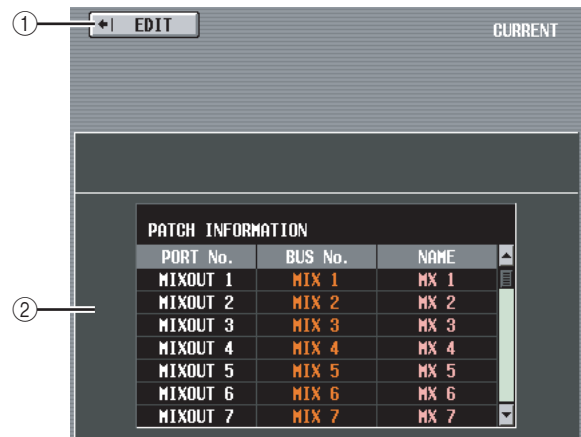 ① EDIT CURRENT
PATCH INFORMATION
PORT No. BUS No. NAME
MIXOUT 1 MIX 1 MX 1
MIXOUT 2 MIX 2 MX 2
② MIXOUT 3 MIX 3 MX 3
MIXOUT 4 MIX 4 MX 4
MIXOUT 5 MIX 5 MX 5
MIXOUT 6 MIX 6 MX 6
MIXOUT 7 MIX 7 MX 7